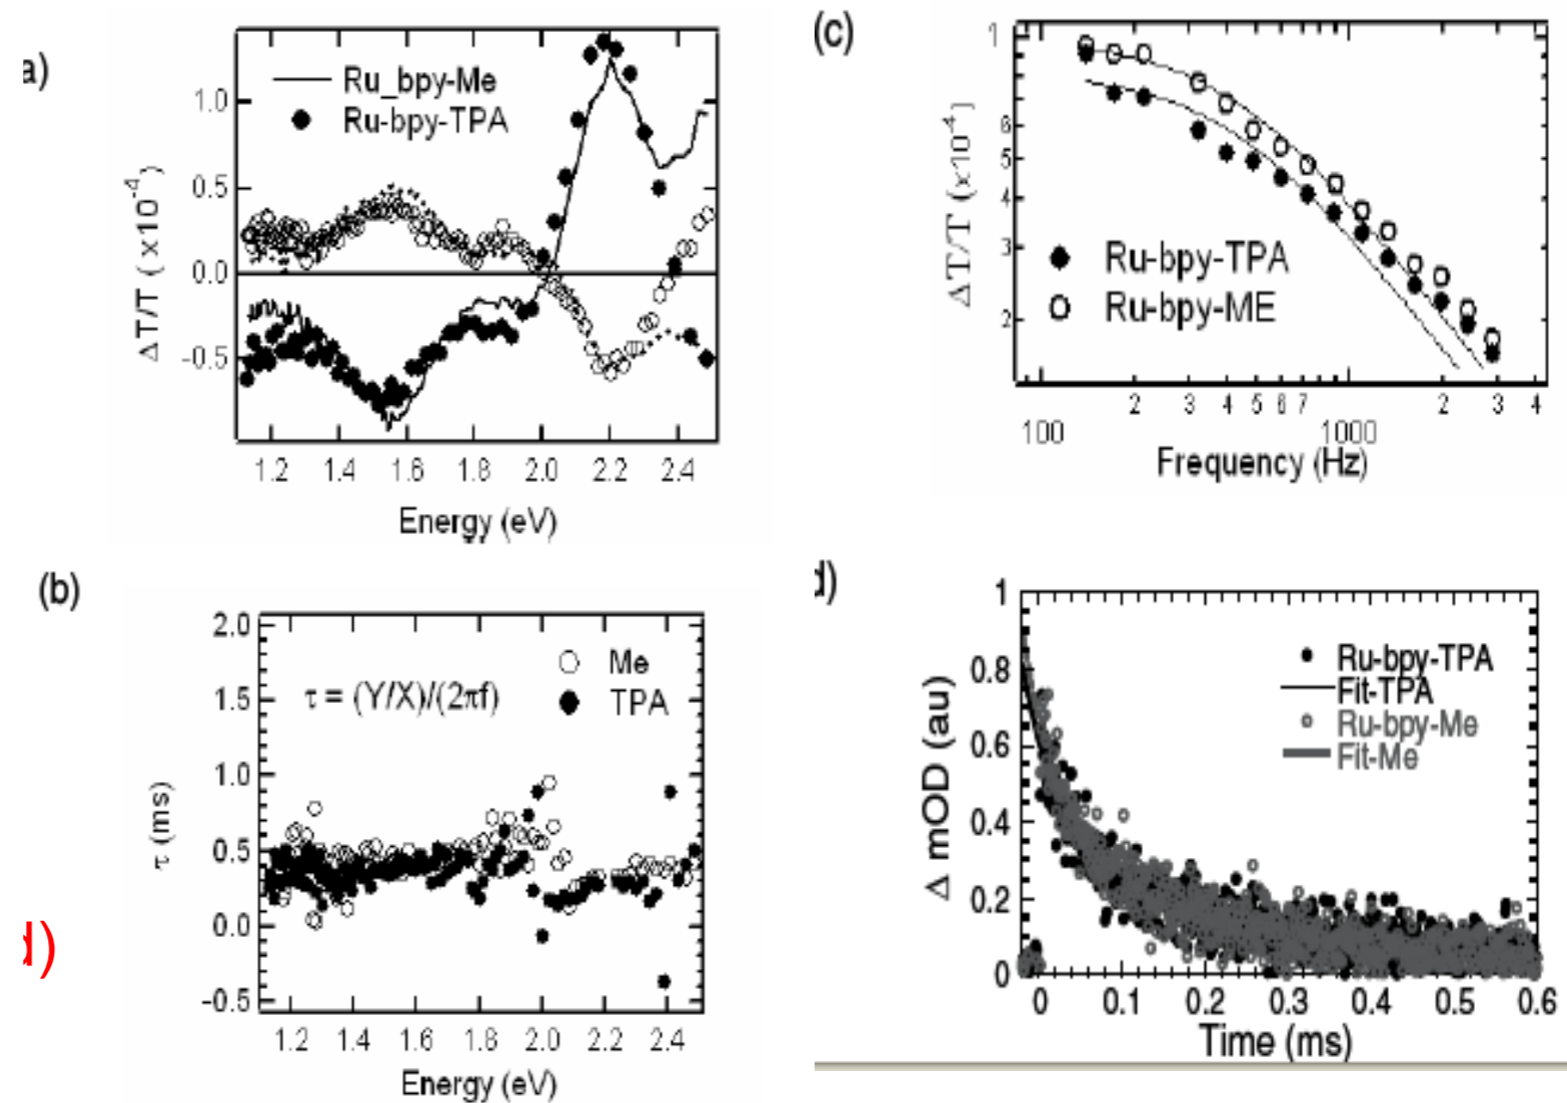 a)
Ru_bpy-Me
Ru-bpy-TPA
1.0
0.5
0.0
-0.5
ΔT/T ( x10⁻⁴)
1.2 1.4 1.6 1.8 2.0 2.2 2.4
Energy (eV)
(b)
2.0
1.5
1.0
0.5
0.0
-0.5
τ (ms)
τ = (Y/X)/(2πf)
Me
TPA
1.2 1.4 1.6 1.8 2.0 2.2 2.4
Energy (eV)
d)
(c)
1
6
5
4
3
2
ΔT/T (x10⁻⁴)
Ru-bpy-TPA
Ru-bpy-ME
2 3 4 5 6 7 2 3 4
100 1000
Frequency (Hz)
d)
1
0.8
0.6
0.4
0.2
0
Δ mOD (au)
Ru-bpy-TPA
Fit-TPA
Ru-bpy-Me
Fit-Me
0 0.1 0.2 0.3 0.4 0.5 0.6
Time (ms)